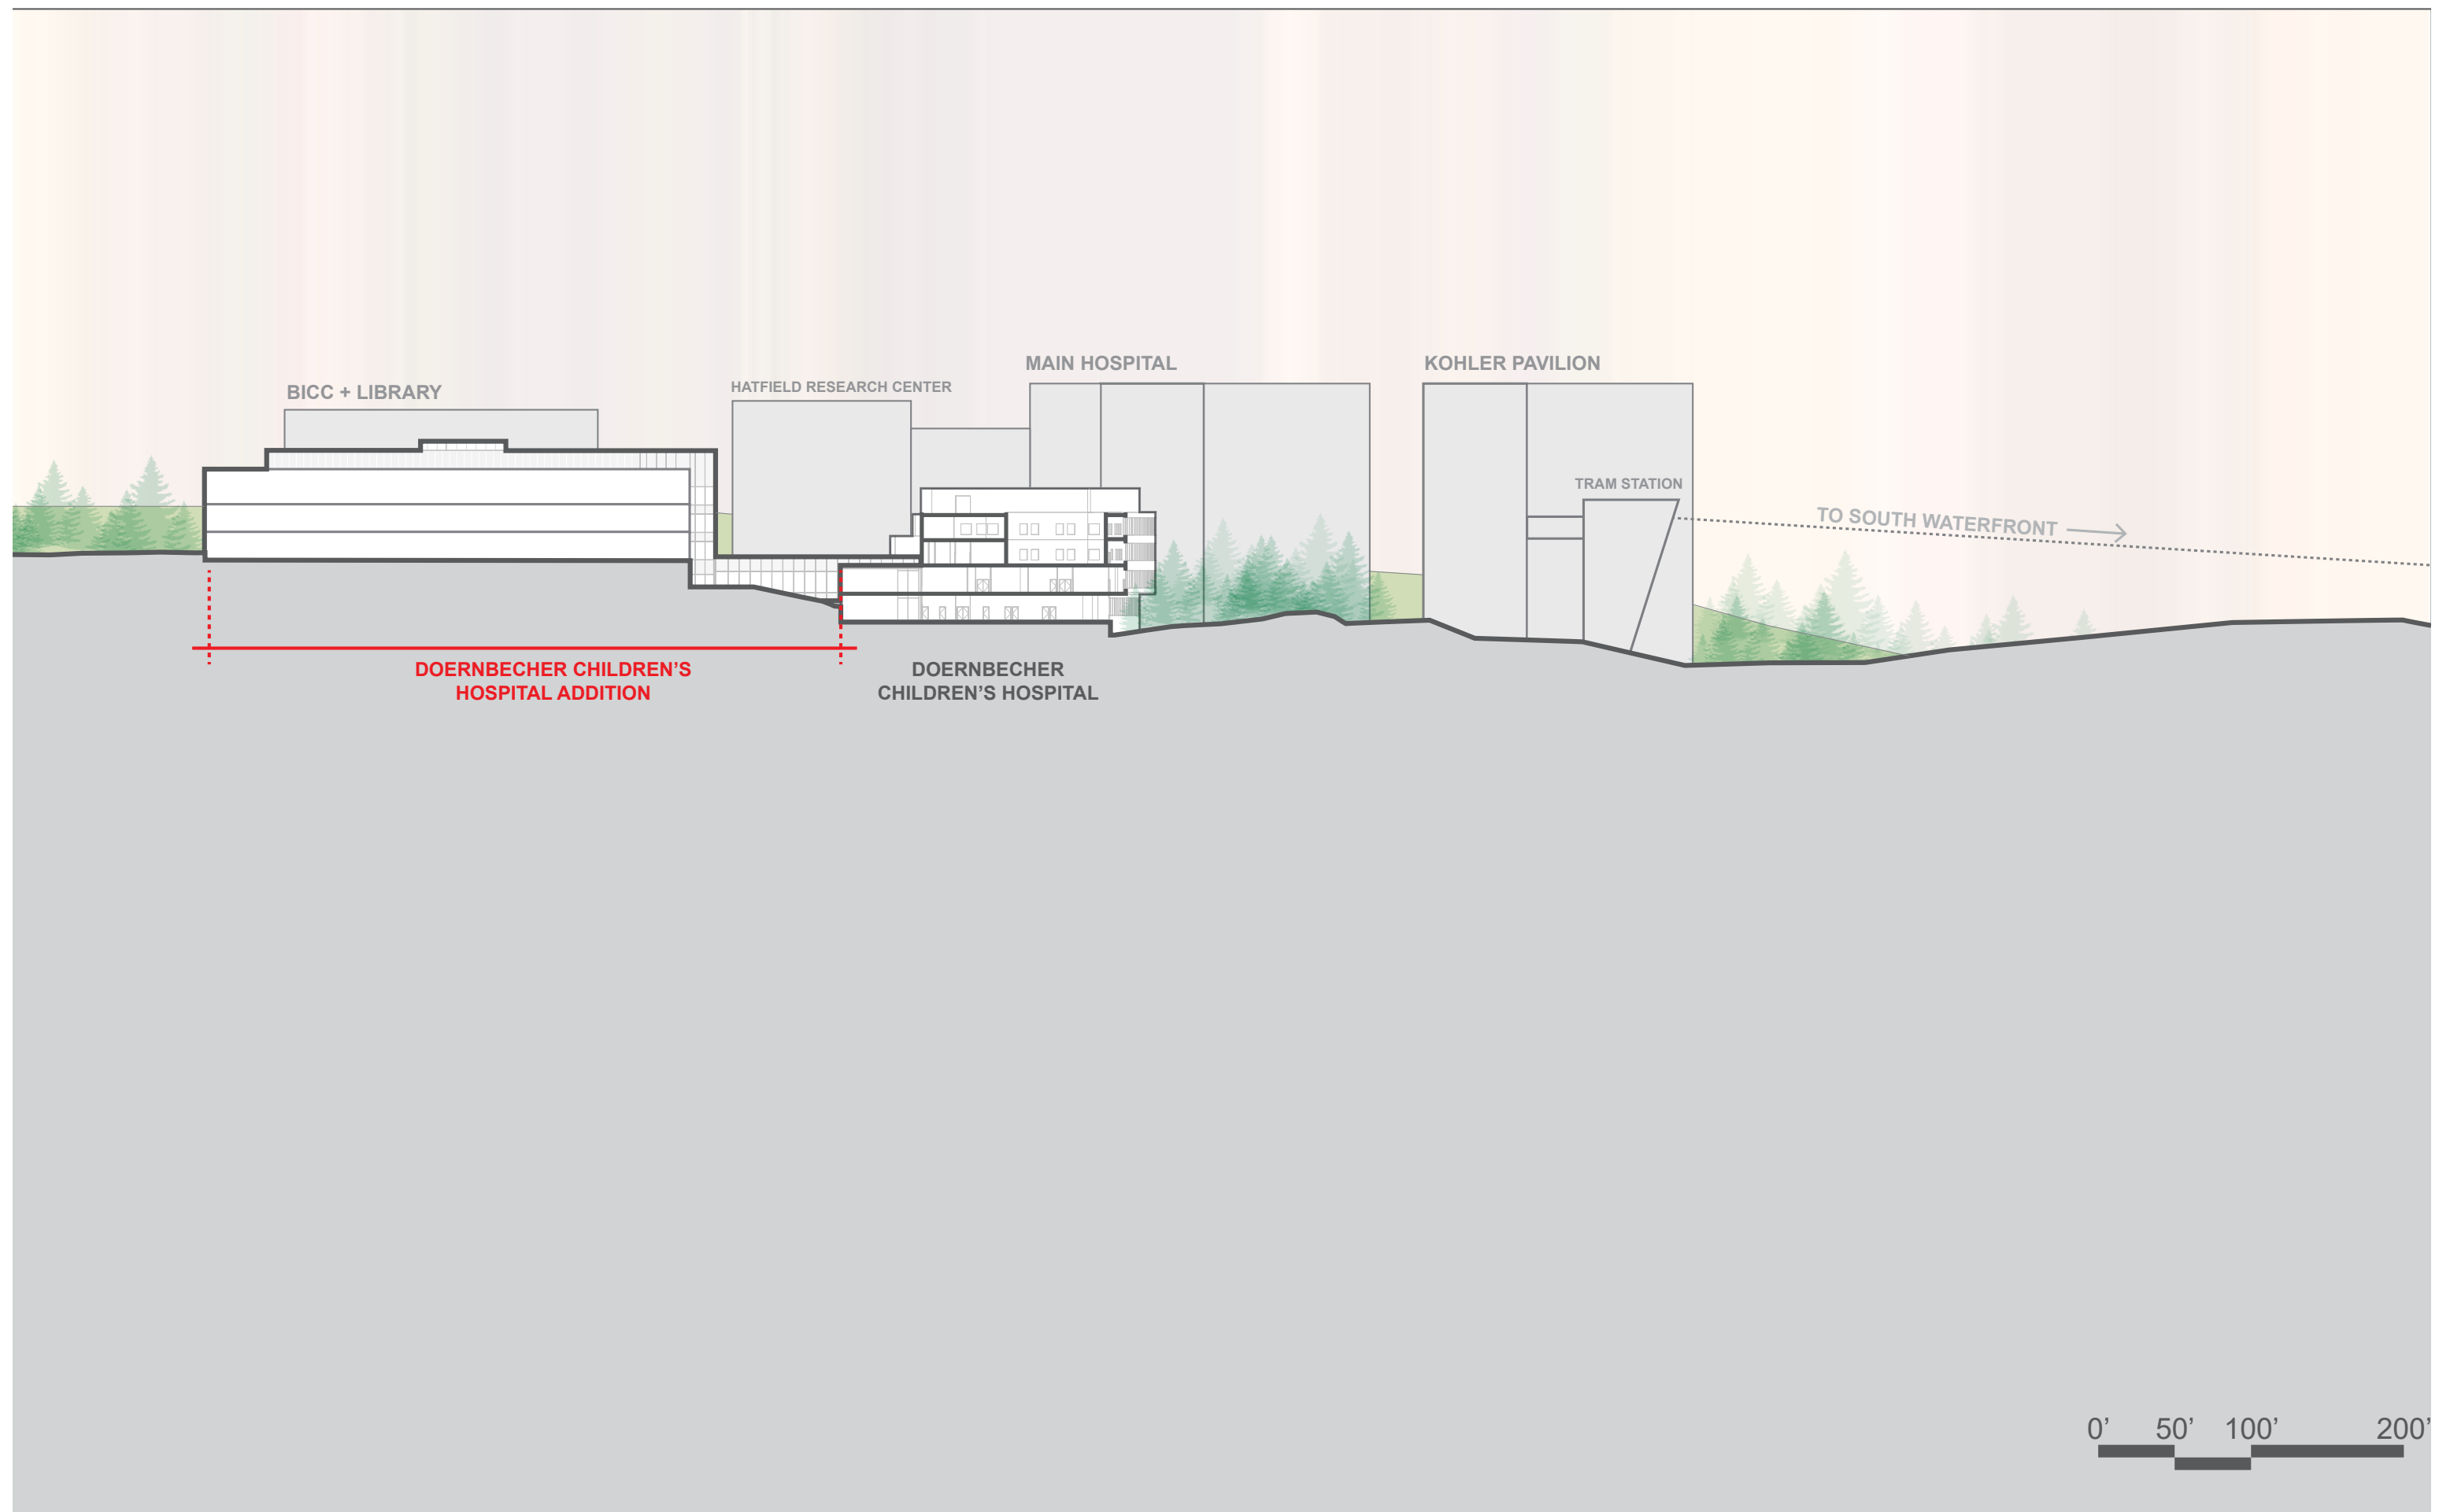 MAIN HOSPITAL
KOHLER PAVILION
BICC + LIBRARY
HATFIELD RESEARCH CENTER
TRAM STATION
TO SOUTH WATERFRONT
DOERNBECHER CHILDREN’S
HOSPITAL ADDITION
DOERNBECHER
CHILDREN’S HOSPITAL
0’ 50’ 100’ 200’